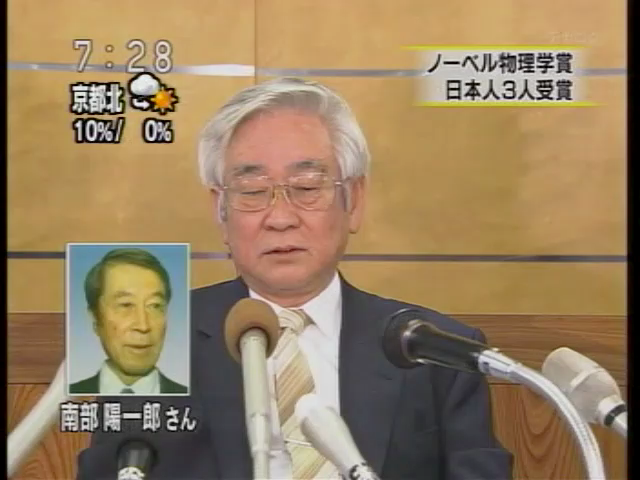 7:28
京都北
10%/ 0%
ノーベル物理学賞
日本人3人受賞
南部 陽一郎 さん